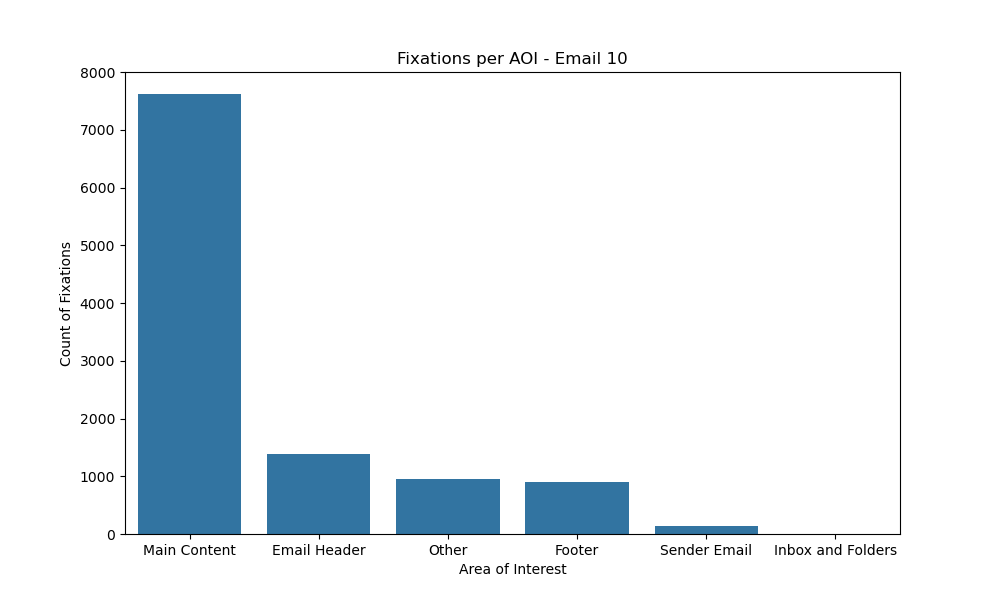 Fixations per AOI - Email 10
8000
7000
6000
5000
4000
3000
2000
1000
0
Count of Fixations
Main Content
Email Header
Other
Footer
Sender Email
Inbox and Folders
Area of Interest